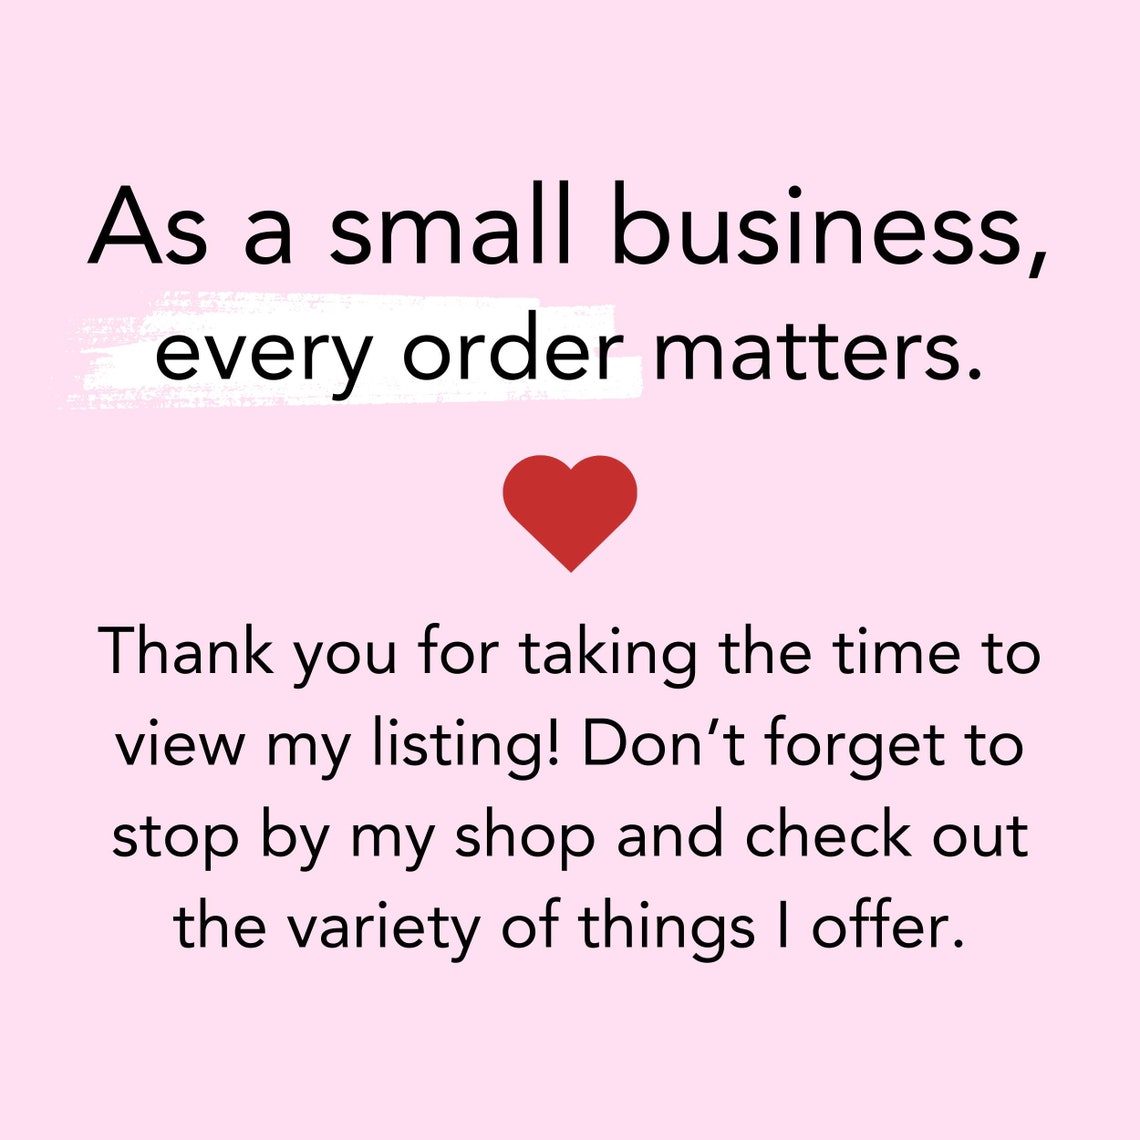 As a small business,
every order matters.
Thank you for taking the time to
view my listing! Don’t forget to
stop by my shop and check out
the variety of things I offer.